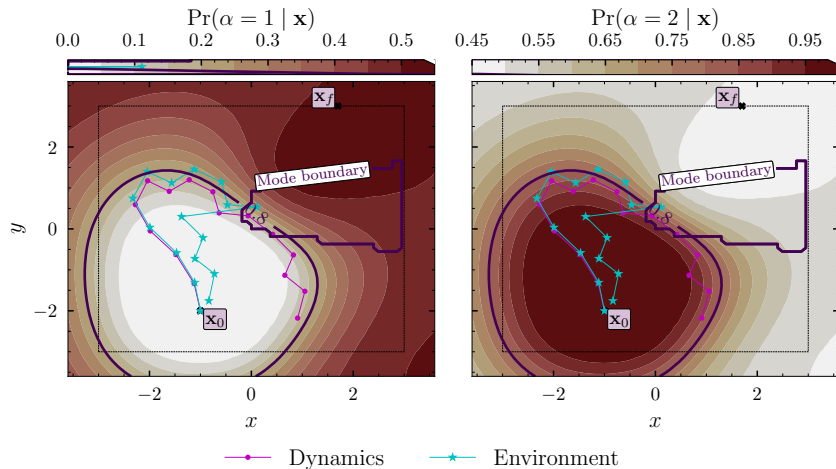 Pr(α = 1 | x)
Pr(α = 2 | x)
0.0 0.1 0.2 0.3 0.4 0.5
0.45 0.55 0.65 0.75 0.85 0.95
x_f
x_f
Mode boundary
Mode boundary
x_0
x_0
2
0
−2
y
−2 0 2
−2 0 2
x
x
Dynamics Environment